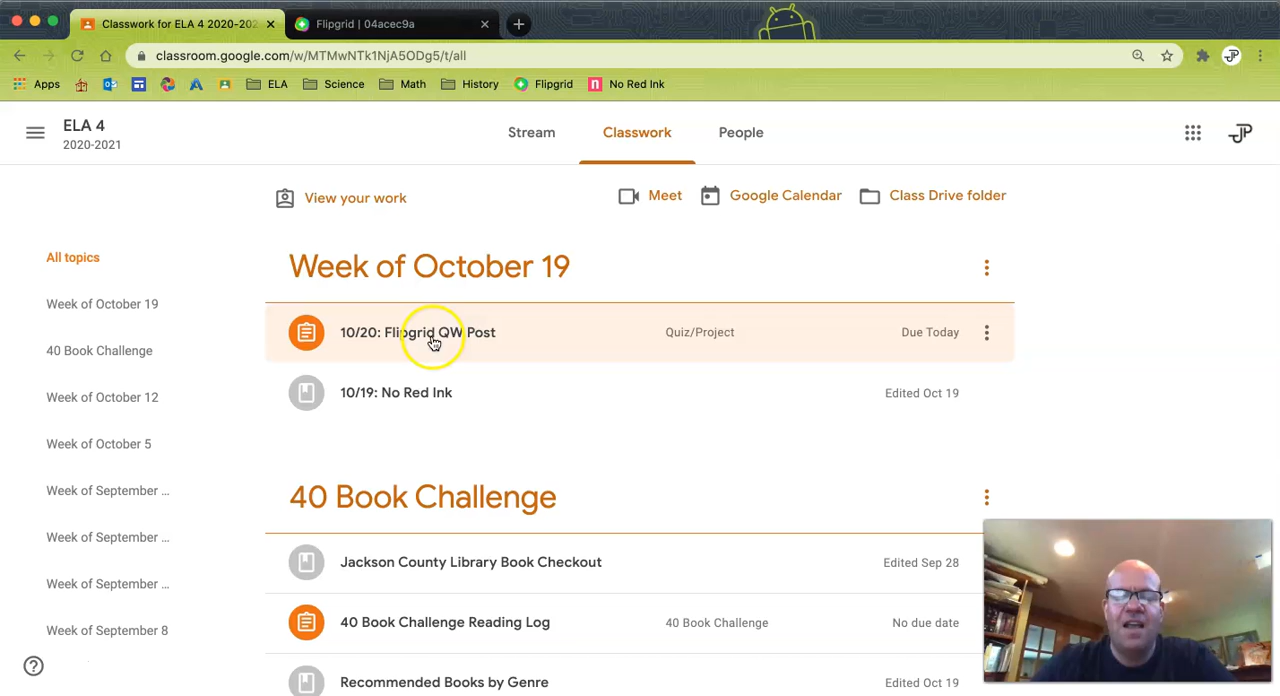 Classwork for ELA 4 2020-202
Flipgrid | 04acec9a
classroom.google.com/w/MTMwNTk1NjA5ODg5/t/all
Apps
ELA
Science
Math
History
Flipgrid
No Red Ink
ELA 4
2020-2021
Stream
Classwork
People
View your work
Meet
Google Calendar
Class Drive folder
All topics
Week of October 19
40 Book Challenge
Week of October 12
Week of October 5
Week of September ...
Week of September ...
Week of September ...
Week of September 8
Week of October 19
10/20: Flipgrid QW Post
Quiz/Project
Due Today
10/19: No Red Ink
Edited Oct 19
40 Book Challenge
Jackson County Library Book Checkout
Edited Sep 28
40 Book Challenge Reading Log
40 Book Challenge
No due date
Recommended Books by Genre
Edited Oct 19